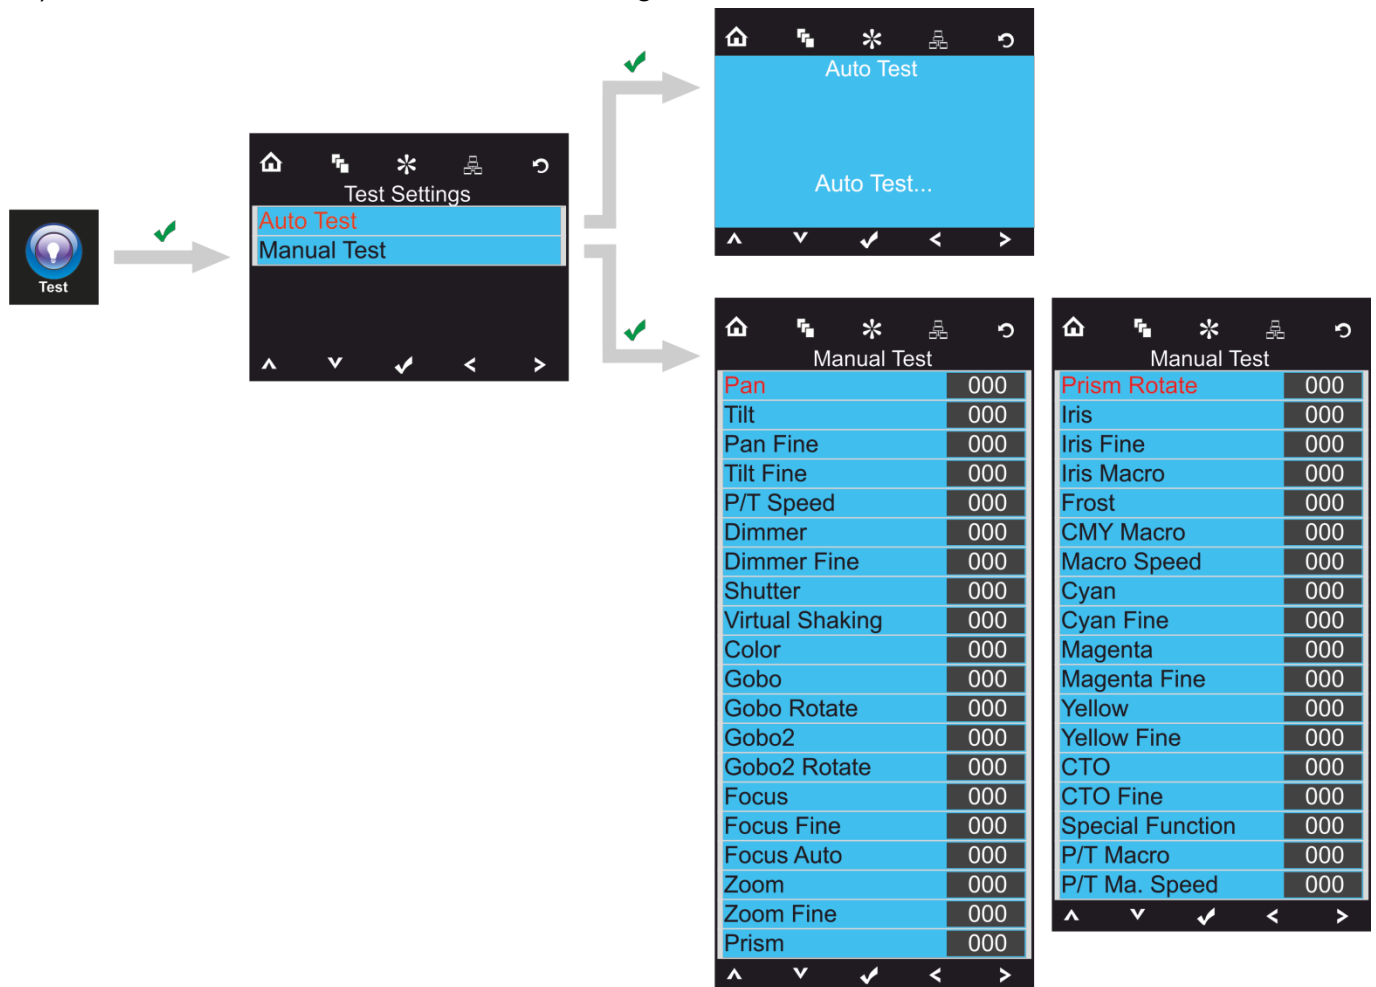 Test
Test Settings
Auto Test
Manual Test
Auto Test
Auto Test...
Manual Test
Pan 000
Tilt 000
Pan Fine 000
Tilt Fine 000
P/T Speed 000
Dimmer 000
Dimmer Fine 000
Shutter 000
Virtual Shaking 000
Color 000
Gobo 000
Gobo Rotate 000
Gobo2 000
Gobo2 Rotate 000
Focus 000
Focus Fine 000
Focus Auto 000
Zoom 000
Zoom Fine 000
Prism 000
Manual Test
Prism Rotate 000
Iris 000
Iris Fine 000
Iris Macro 000
Frost 000
CMY Macro 000
Macro Speed 000
Cyan 000
Cyan Fine 000
Magenta 000
Magenta Fine 000
Yellow 000
Yellow Fine 000
CTO 000
CTO Fine 000
Special Function 000
P/T Macro 000
P/T Ma. Speed 000